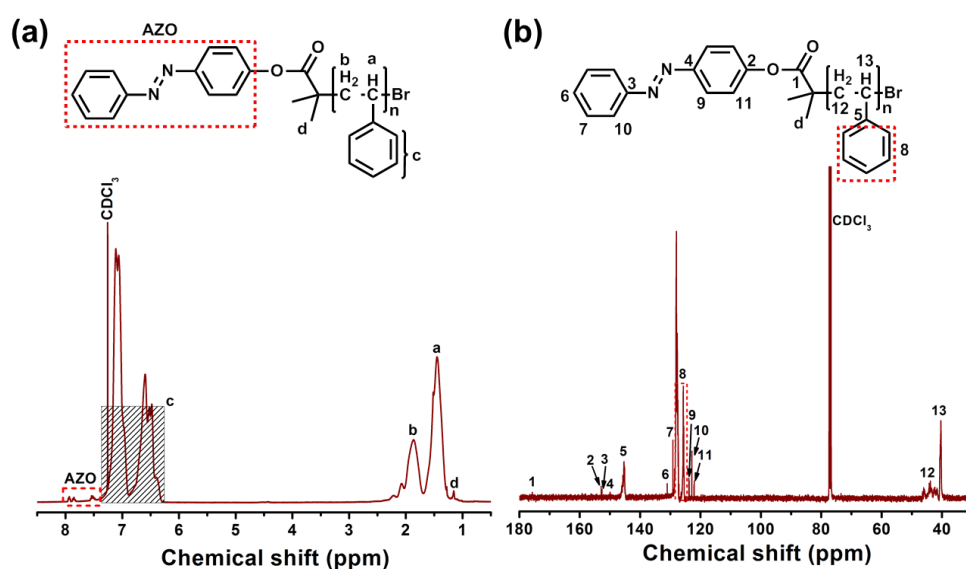 (a)
AZO
b
a
O
H₂
H
O
C
C
Br
n
N
N
d
c
CDCl₃
a
c
b
AZO
d
8
7
6
5
4
3
2
1
Chemical shift (ppm)
(b)
O
H₂
13
H
4
2
O
1
C
C
Br
n
3
N
N
12
5
6
9
11
d
7
10
8
CDCl₃
8
9
7
10
2
3
5
11
13
1
4
6
12
180
160
140
120
100
80
60
40
Chemical shift (ppm)